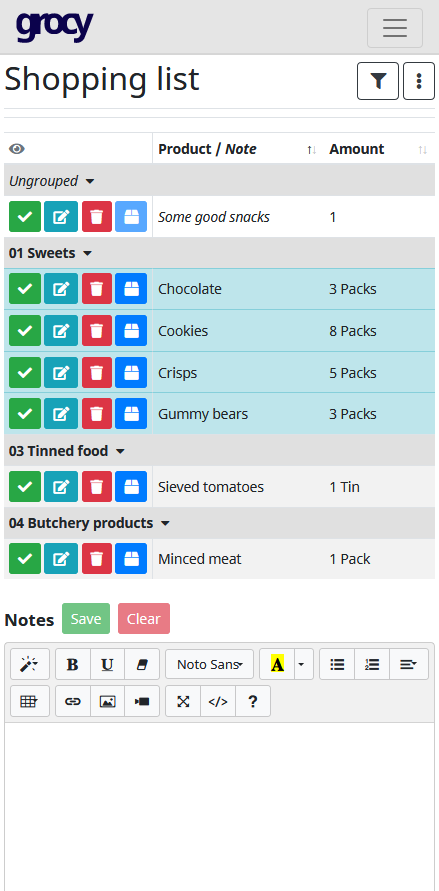 grocy
Shopping list
Product / Note Amount
Ungrouped
Some good snacks 1
01 Sweets
Chocolate 3 Packs
Cookies 8 Packs
Crisps 5 Packs
Gummy bears 3 Packs
03 Tinned food
Sieved tomatoes 1 Tin
04 Butchery products
Minced meat 1 Pack
Notes Save Clear
B U Noto Sans A
</> ?